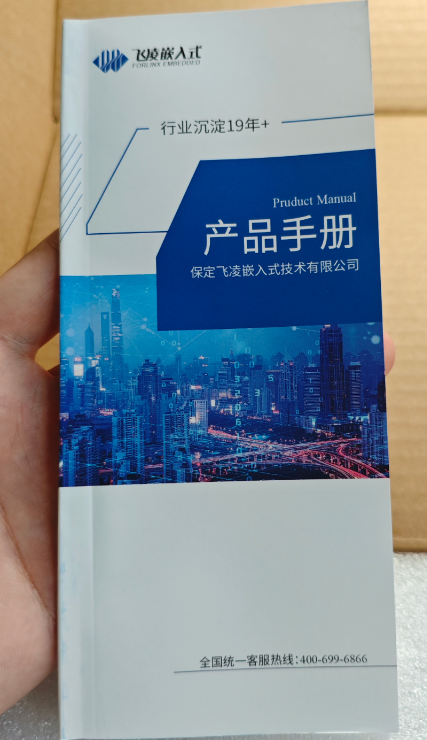 飞凌嵌入式
FORLINX EMBEDDED
行业沉淀19年+
Pruduct Manual
产品手册
保定飞凌嵌入式技术有限公司
全国统一客服热线:400-699-6866